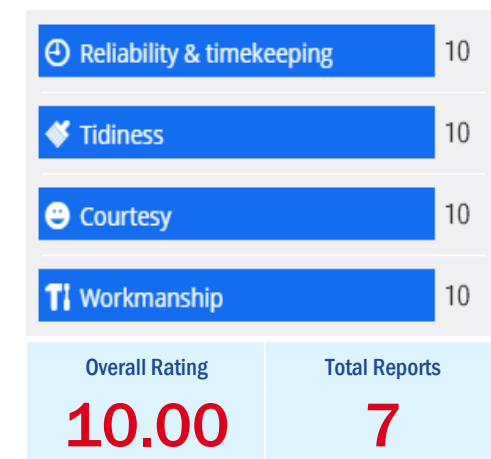 Reliability & timekeeping 10
Tidiness 10
Courtesy 10
Workmanship 10
Overall Rating Total Reports
10.00 7